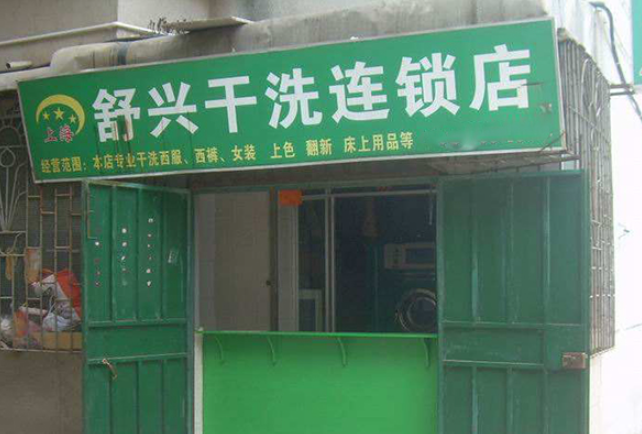 舒兴干洗连锁店
上海
经营范围：本店专业干洗西服、西裤、女装 上色 翻新 床上用品等